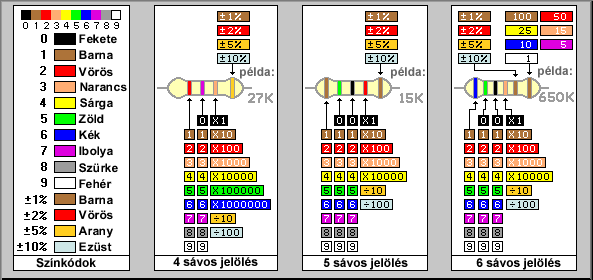 0 1 2 3 4 5 6 7 8 9
0 Fekete
1 Barna
2 Vörös
3 Narancs
4 Sárga
5 Zöld
6 Kék
7 Ibolya
8 Szürke
9 Fehér
±1% Barna
±2% Vörös
±5% Arany
±10% Ezüst
Színkódok
±1%
±2%
±5%
±10%
példa:
27K
0 X1
1 1 X10
2 2 X100
3 3 X1000
4 4 X10000
5 5 X100000
6 6 X1000000
7 7 ÷10
8 8 ÷100
9 9
4 sávos jelölés
±1%
±2%
±5%
±10%
példa:
15K
0 0 X1
1 1 1 X10
2 2 2 X100
3 3 3 X1000
4 4 4 X10000
5 5 5 ÷10
6 6 6 ÷100
7 7 7
8 8 8
9 9 9
5 sávos jelölés
±1% 100 50
±2% 25 15
±5% 10 5
±10% 1
példa:
650K
0 0 X1
1 1 1 X10
2 2 2 X100
3 3 3 X1000
4 4 4 X10000
5 5 5 ÷10
6 6 6 ÷100
7 7 7
8 8 8
9 9 9
6 sávos jelölés